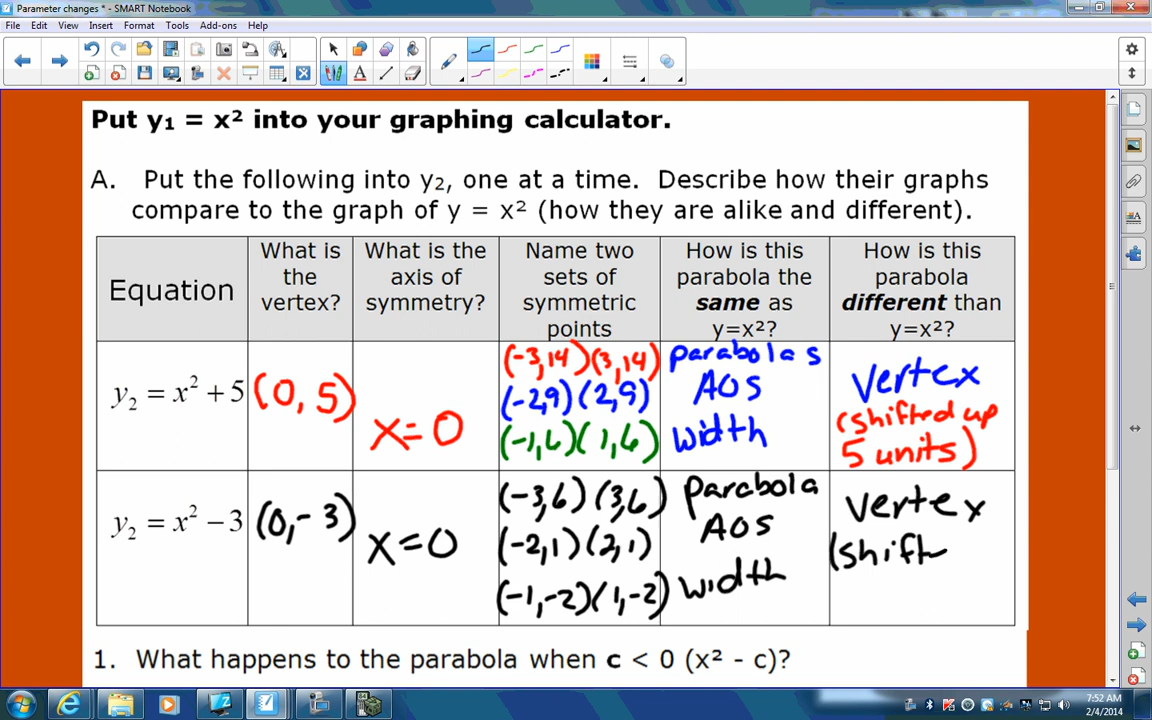 Parameter changes * - SMART Notebook
File Edit View Insert Format Tools Add-ons Help
Put y₁ = x² into your graphing calculator.
A. Put the following into y₂, one at a time. Describe how their graphs
compare to the graph of y = x² (how they are alike and different).
Equation
What is
the
vertex?
What is the
axis of
symmetry?
Name two
sets of
symmetric
points
How is this
parabola the
same as
y=x²?
How is this
parabola
different than
y=x²?
y₂ = x² + 5
(0, 5)
x = 0
(-3,14)(3,14)
(-2,9)(2,9)
(-1,6)(1,6)
parabolas
AOS
width
vertex
(shifted up
5 units)
y₂ = x² − 3
(0,-3)
x=0
(-3,6)(3,6)
(-2,1)(2,1)
(-1,-2)(1,-2)
parabola
AOS
width
vertex
(shift
1. What happens to the parabola when c < 0 (x² - c)?
7:52 AM
2/4/2014